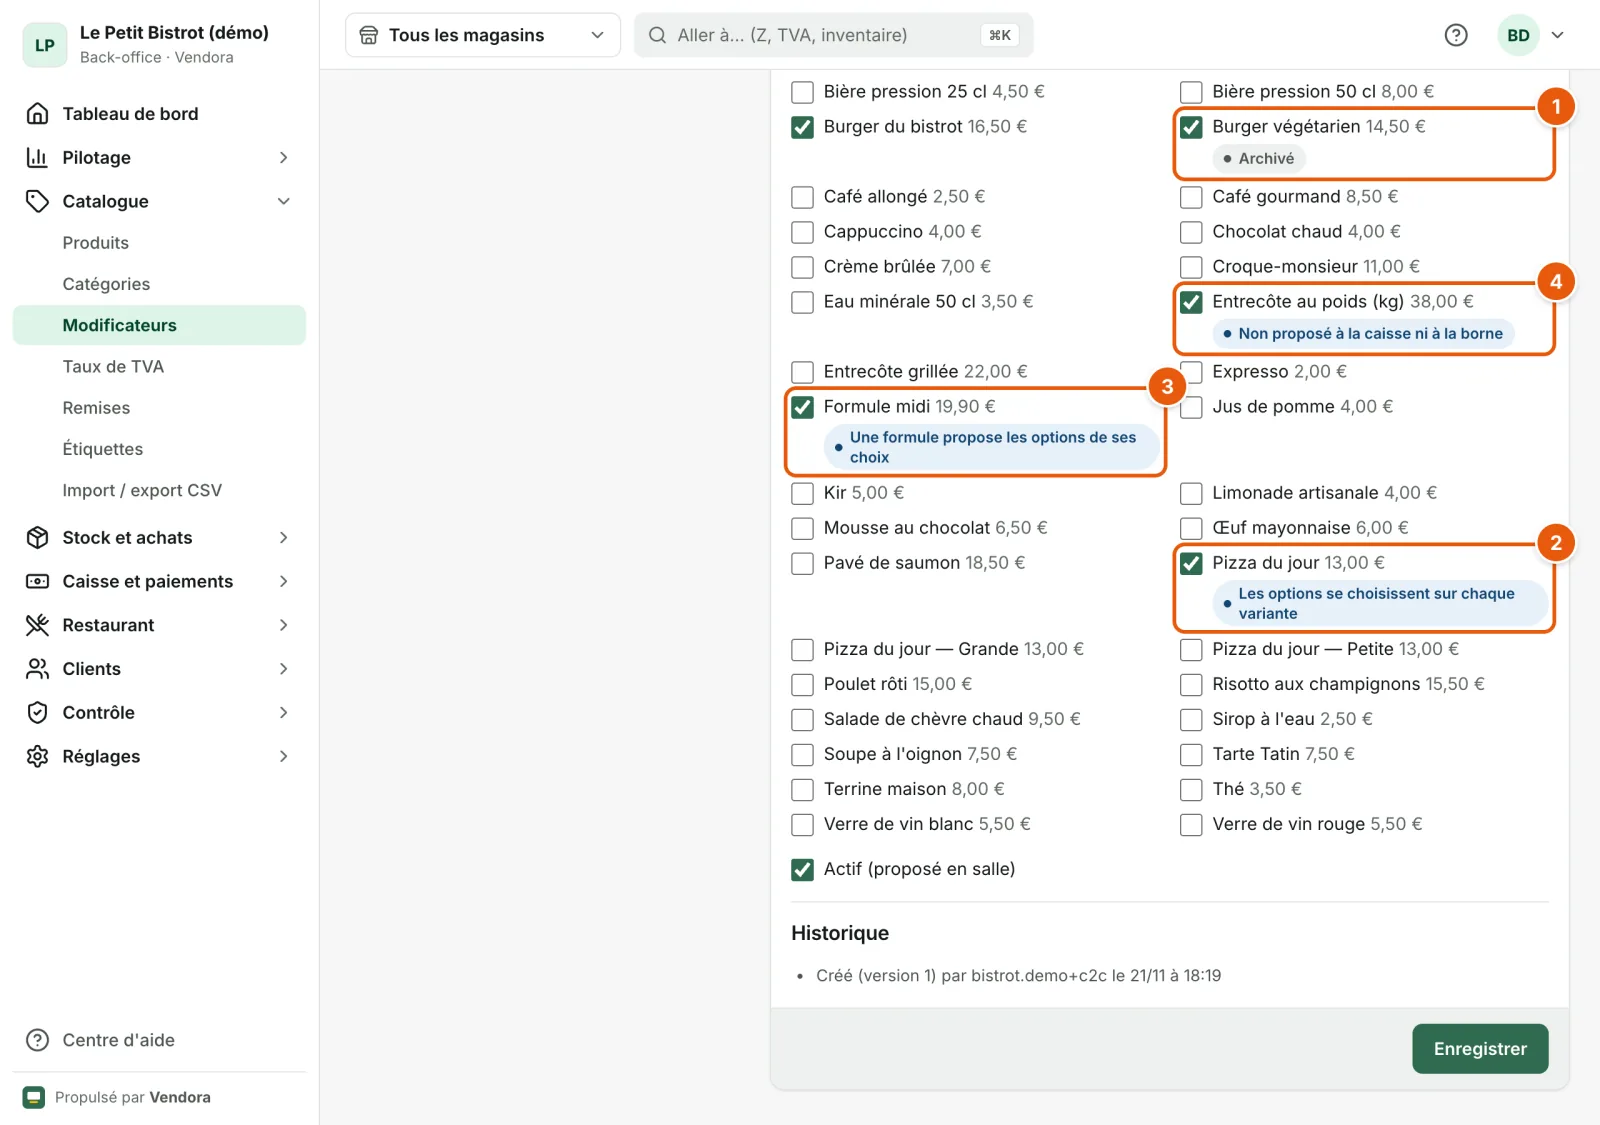 LP
Le Petit Bistrot (démo)
Back-office · Vendora
Tous les magasins
Aller à... (Z, TVA, inventaire)
⌘K
BD
Tableau de bord
Pilotage
Catalogue
Produits
Catégories
Modificateurs
Taux de TVA
Remises
Étiquettes
Import / export CSV
Stock et achats
Caisse et paiements
Restaurant
Clients
Contrôle
Réglages
Centre d'aide
Propulsé par Vendora
Bière pression 25 cl 4,50 €
Bière pression 50 cl 8,00 €
1
Burger du bistrot 16,50 €
Burger végétarien 14,50 €
Archivé
Café allongé 2,50 €
Café gourmand 8,50 €
Cappuccino 4,00 €
Chocolat chaud 4,00 €
Crème brûlée 7,00 €
Croque-monsieur 11,00 €
4
Eau minérale 50 cl 3,50 €
Entrecôte au poids (kg) 38,00 €
Non proposé à la caisse ni à la borne
Entrecôte grillée 22,00 €
Expresso 2,00 €
3
Formule midi 19,90 €
Jus de pomme 4,00 €
Une formule propose les options de ses
choix
Kir 5,00 €
Limonade artisanale 4,00 €
Mousse au chocolat 6,50 €
Œuf mayonnaise 6,00 €
2
Pavé de saumon 18,50 €
Pizza du jour 13,00 €
Les options se choisissent sur chaque
variante
Pizza du jour — Grande 13,00 €
Pizza du jour — Petite 13,00 €
Poulet rôti 15,00 €
Risotto aux champignons 15,50 €
Salade de chèvre chaud 9,50 €
Sirop à l'eau 2,50 €
Soupe à l'oignon 7,50 €
Tarte Tatin 7,50 €
Terrine maison 8,00 €
Thé 3,50 €
Verre de vin blanc 5,50 €
Verre de vin rouge 5,50 €
Actif (proposé en salle)
Historique
• Créé (version 1) par bistrot.demo+c2c le 21/11 à 18:19
Enregistrer